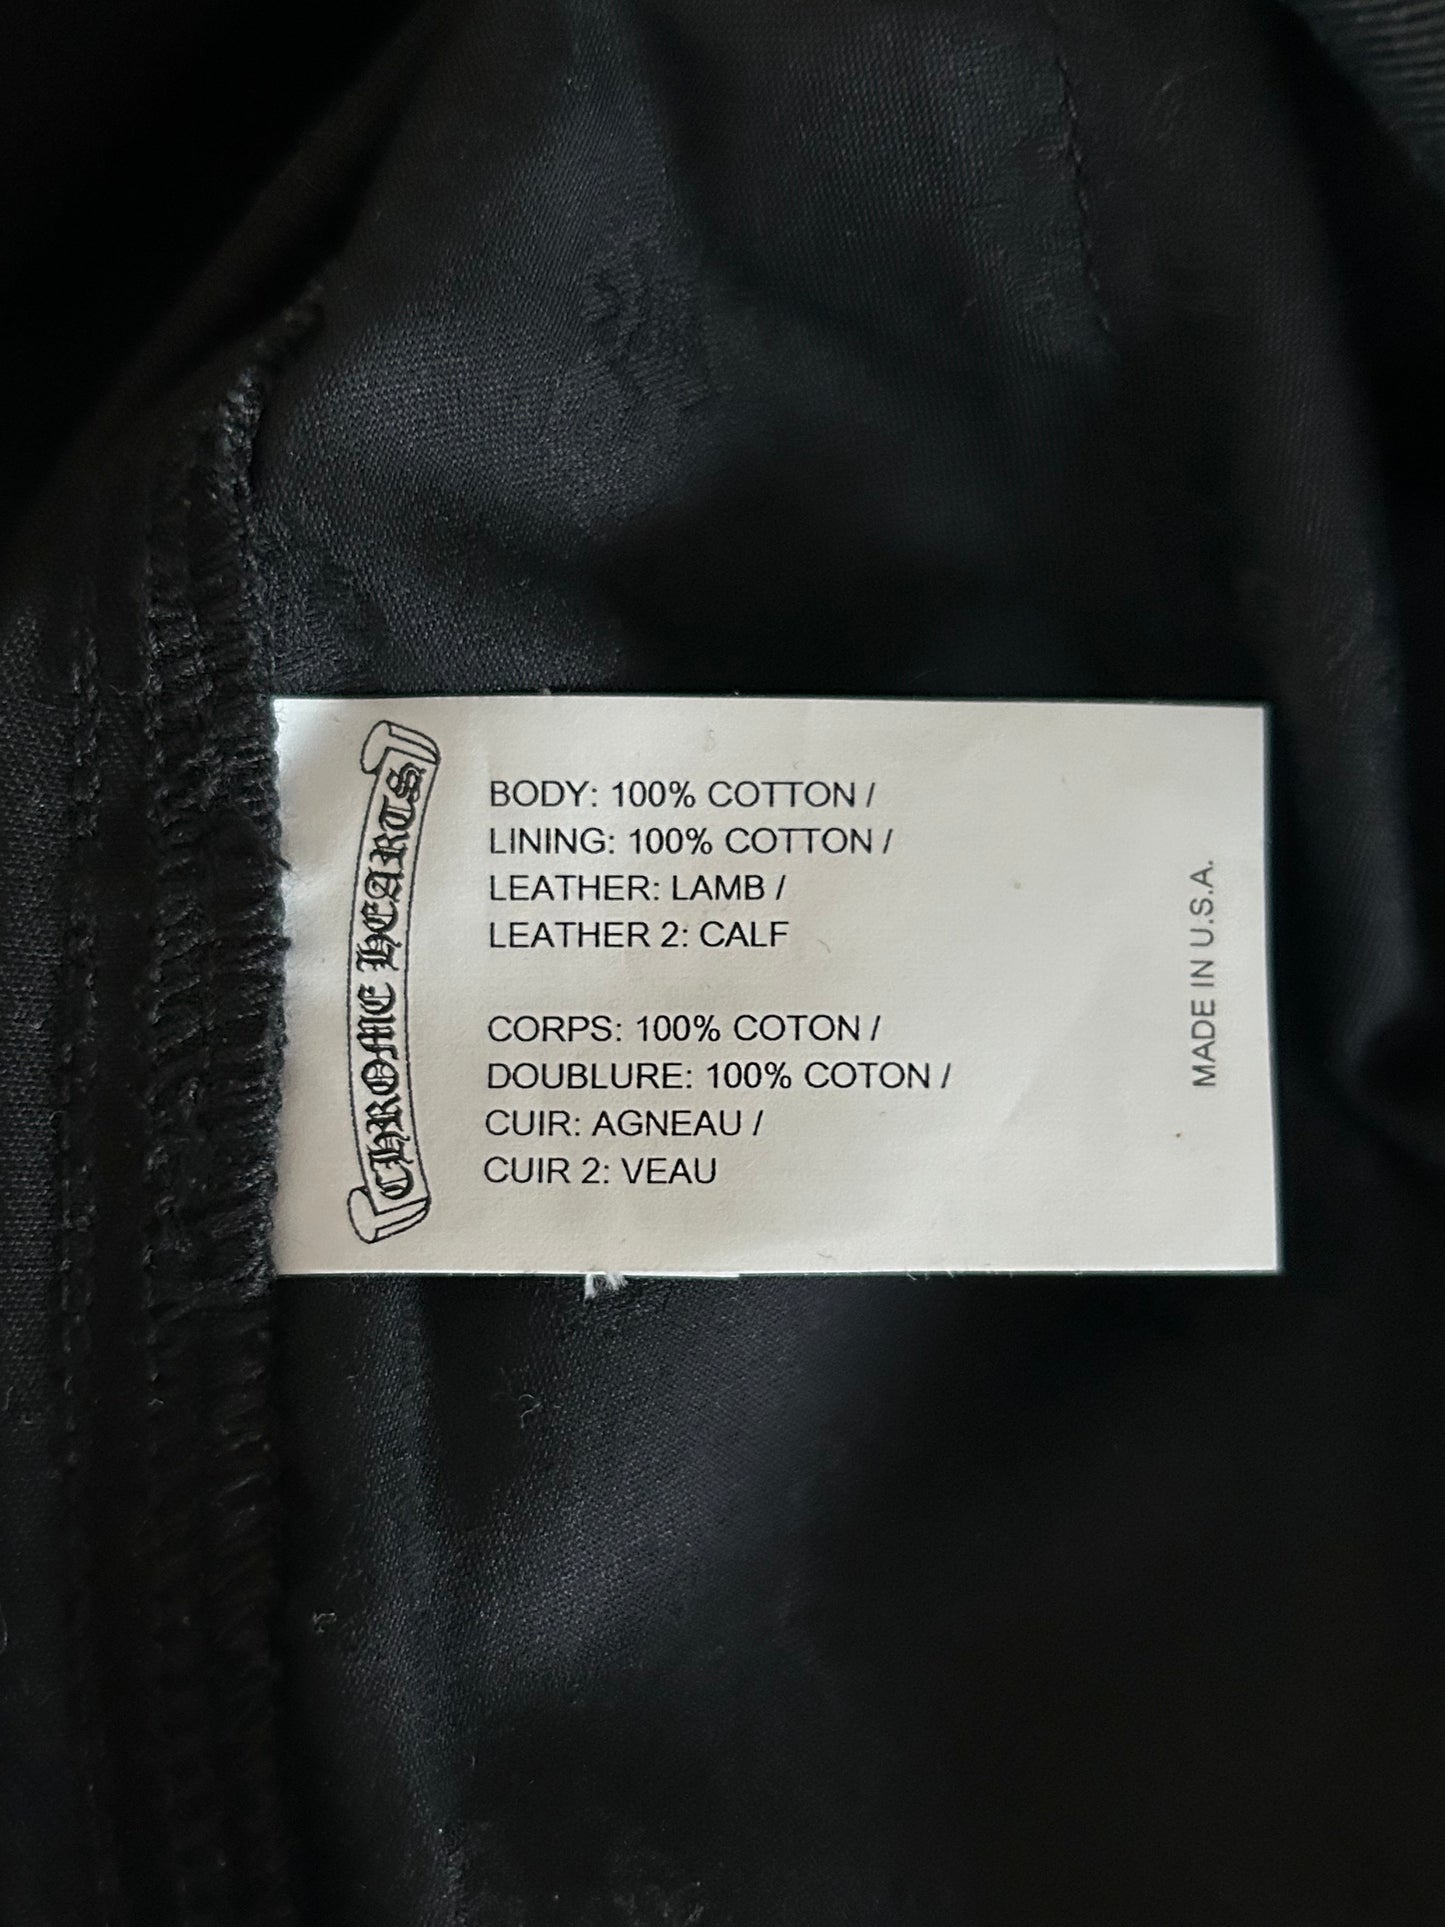 CHROME HEARTS
BODY: 100% COTTON /
LINING: 100% COTTON /
LEATHER: LAMB /
LEATHER 2: CALF
CORPS: 100% COTON /
DOUBLURE: 100% COTON /
CUIR: AGNEAU /
CUIR 2: VEAU
MADE IN U.S.A.